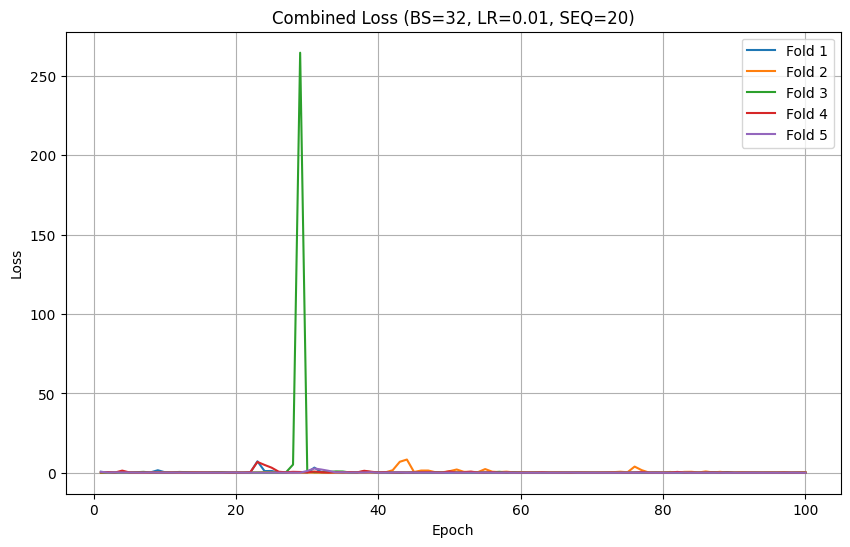 Combined Loss (BS=32, LR=0.01, SEQ=20)
Fold 1
Fold 2
Fold 3
Fold 4
Fold 5
Loss
250
200
150
100
50
0
0 20 40 60 80 100
Epoch